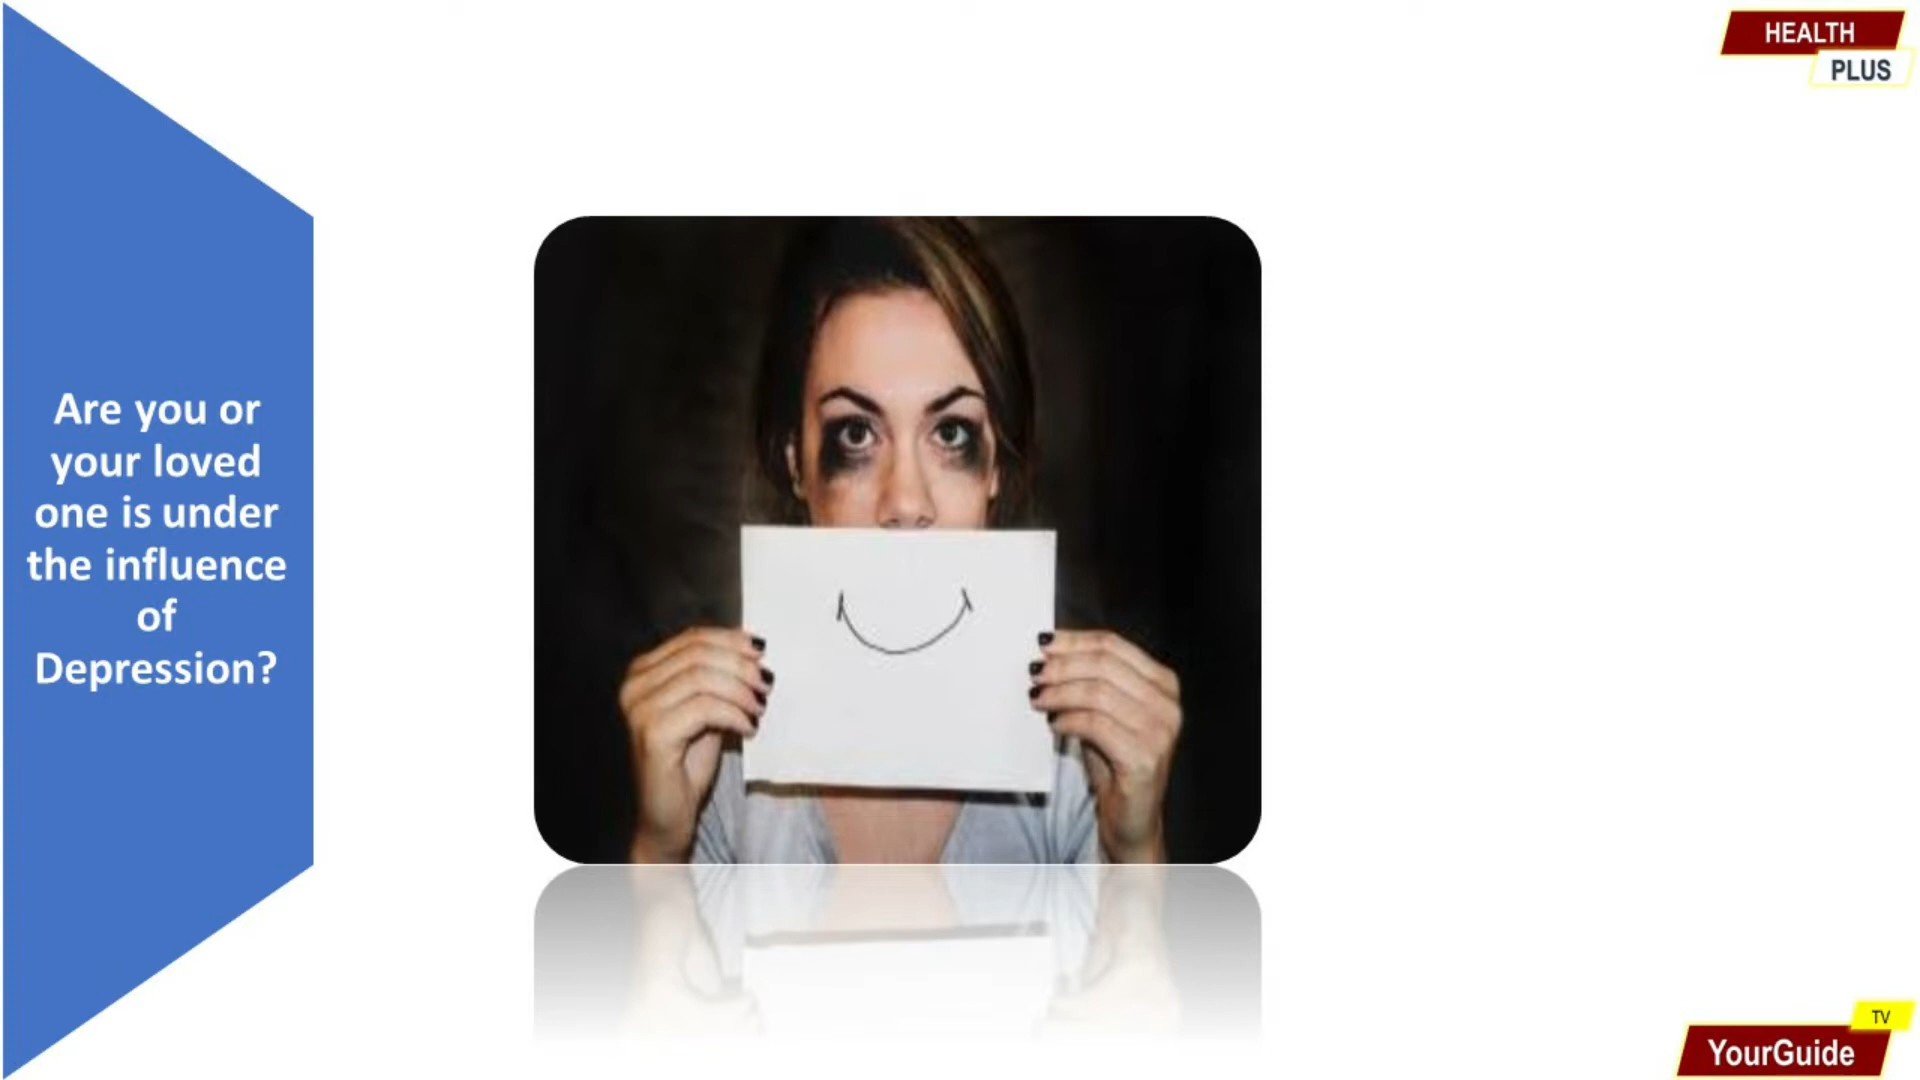 HEALTH
PLUS
Are you or
your loved
one is under
the influence
of
Depression?
TV
YourGuide